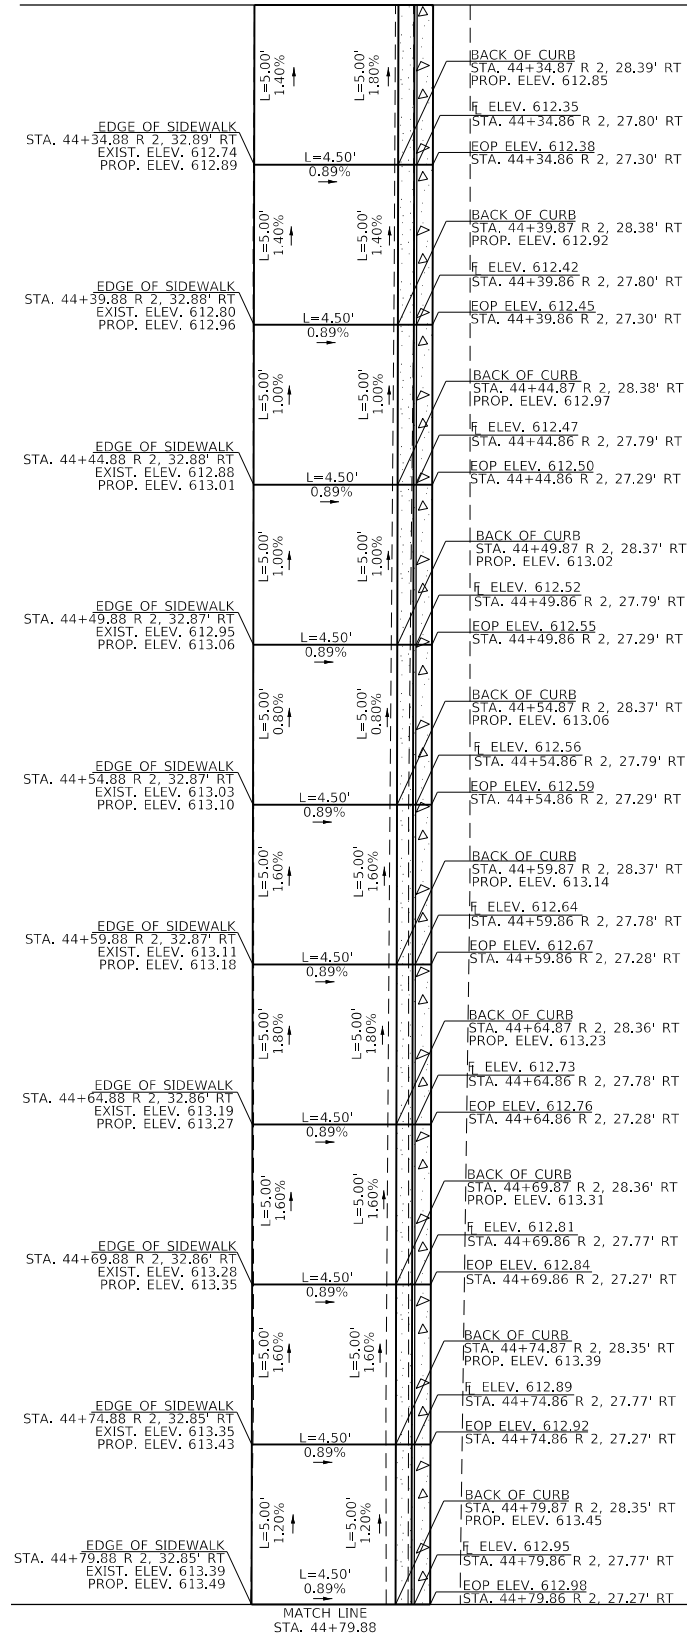 L=5.00'
1.40%
L=5.00'
1.80%
BACK OF CURB
STA. 44+34.87 R 2, 28.39' RT
PROP. ELEV. 612.85
ELEV. 612.35
STA. 44+34.86 R 2, 27.80' RT
EOP ELEV. 612.38
STA. 44+34.86 R 2, 27.30' RT
EDGE OF SIDEWALK
STA. 44+34.88 R 2, 32.89' RT
EXIST. ELEV. 612.74
PROP. ELEV. 612.89
L=4.50'
0.89%
L=5.00'
1.40%
L=5.00'
1.40%
BACK OF CURB
STA. 44+39.87 R 2, 28.38' RT
PROP. ELEV. 612.92
ELEV. 612.42
STA. 44+39.86 R 2, 27.80' RT
EOP ELEV. 612.45
STA. 44+39.86 R 2, 27.30' RT
EDGE OF SIDEWALK
STA. 44+39.88 R 2, 32.88' RT
EXIST. ELEV. 612.80
PROP. ELEV. 612.96
L=4.50'
0.89%
L=5.00'
1.00%
L=5.00'
1.00%
BACK OF CURB
STA. 44+44.87 R 2, 28.38' RT
PROP. ELEV. 612.97
ELEV. 612.47
STA. 44+44.86 R 2, 27.79' RT
EOP ELEV. 612.50
STA. 44+44.86 R 2, 27.29' RT
EDGE OF SIDEWALK
STA. 44+44.88 R 2, 32.88' RT
EXIST. ELEV. 612.88
PROP. ELEV. 613.01
L=4.50'
0.89%
L=5.00'
1.00%
L=5.00'
1.00%
BACK OF CURB
STA. 44+49.87 R 2, 28.37' RT
PROP. ELEV. 613.02
ELEV. 612.52
STA. 44+49.86 R 2, 27.79' RT
EOP ELEV. 612.55
STA. 44+49.86 R 2, 27.29' RT
EDGE OF SIDEWALK
STA. 44+49.88 R 2, 32.87' RT
EXIST. ELEV. 612.95
PROP. ELEV. 613.06
L=4.50'
0.89%
L=5.00'
0.80%
L=5.00'
0.80%
BACK OF CURB
STA. 44+54.87 R 2, 28.37' RT
PROP. ELEV. 613.06
ELEV. 612.56
STA. 44+54.86 R 2, 27.79' RT
EOP ELEV. 612.59
STA. 44+54.86 R 2, 27.29' RT
EDGE OF SIDEWALK
STA. 44+54.88 R 2, 32.87' RT
EXIST. ELEV. 613.03
PROP. ELEV. 613.10
L=4.50'
0.89%
L=5.00'
1.60%
L=5.00'
1.60%
BACK OF CURB
STA. 44+59.87 R 2, 28.37' RT
PROP. ELEV. 613.14
ELEV. 612.64
STA. 44+59.86 R 2, 27.78' RT
EOP ELEV. 612.67
STA. 44+59.86 R 2, 27.28' RT
EDGE OF SIDEWALK
STA. 44+59.88 R 2, 32.87' RT
EXIST. ELEV. 613.11
PROP. ELEV. 613.18
L=4.50'
0.89%
L=5.00'
1.80%
L=5.00'
1.80%
BACK OF CURB
STA. 44+64.87 R 2, 28.36' RT
PROP. ELEV. 613.23
ELEV. 612.73
STA. 44+64.86 R 2, 27.78' RT
EOP ELEV. 612.76
STA. 44+64.86 R 2, 27.28' RT
EDGE OF SIDEWALK
STA. 44+64.88 R 2, 32.86' RT
EXIST. ELEV. 613.19
PROP. ELEV. 613.27
L=4.50'
0.89%
L=5.00'
1.60%
L=5.00'
1.60%
BACK OF CURB
STA. 44+69.87 R 2, 28.36' RT
PROP. ELEV. 613.31
ELEV. 612.81
STA. 44+69.86 R 2, 27.77' RT
EOP ELEV. 612.84
STA. 44+69.86 R 2, 27.27' RT
EDGE OF SIDEWALK
STA. 44+69.88 R 2, 32.86' RT
EXIST. ELEV. 613.28
PROP. ELEV. 613.35
L=4.50'
0.89%
L=5.00'
1.60%
L=5.00'
1.60%
BACK OF CURB
STA. 44+74.87 R 2, 28.35' RT
PROP. ELEV. 613.39
ELEV. 612.89
STA. 44+74.86 R 2, 27.77' RT
EOP ELEV. 612.92
STA. 44+74.86 R 2, 27.27' RT
EDGE OF SIDEWALK
STA. 44+74.88 R 2, 32.85' RT
EXIST. ELEV. 613.35
PROP. ELEV. 613.43
L=4.50'
0.89%
L=5.00'
1.20%
L=5.00'
1.20%
BACK OF CURB
STA. 44+79.87 R 2, 28.35' RT
PROP. ELEV. 613.45
ELEV. 612.95
STA. 44+79.86 R 2, 27.77' RT
EOP ELEV. 612.98
STA. 44+79.86 R 2, 27.27' RT
EDGE OF SIDEWALK
STA. 44+79.88 R 2, 32.85' RT
EXIST. ELEV. 613.39
PROP. ELEV. 613.49
L=4.50'
0.89%
MATCH LINE
STA. 44+79.88